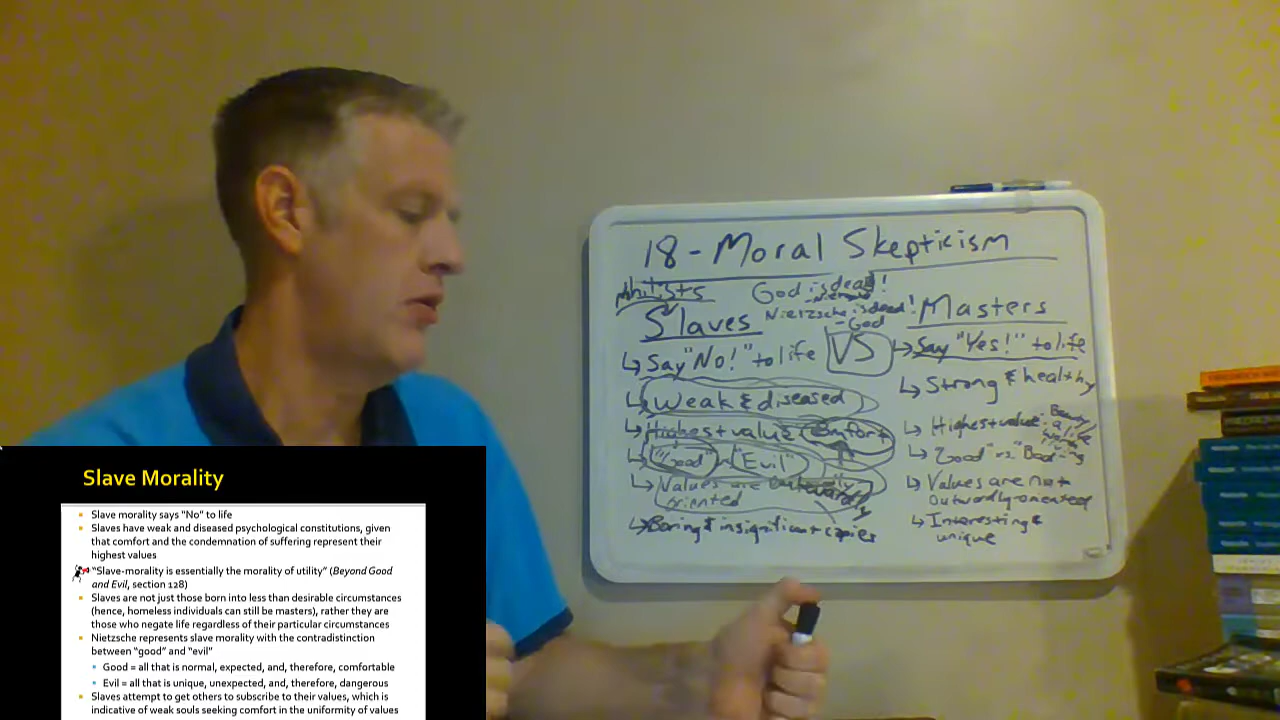 18 - Moral Skepticism
God is dead!
Nietzsche is dead!
- God
Slaves
VS
Masters
↳ Say "No!" to life
↳ Say "Yes!" to life
↳ Weak & diseased
↳ Strong & healthy
↳ Highest value: Comfort
↳ Highest value: Beauty
a life
↳ "Good" vs "Evil"
↳ "Good" vs. "Bad"
↳ Values are outwardly
oriented
↳ Values are not
outwardly-oriented
↳ Boring & insignificant copies
↳ Interesting &
unique
Slave Morality
Slave morality says "No" to life
Slaves have weak and diseased psychological constitutions, given
that comfort and the condemnation of suffering represent their
highest values
"Slave-morality is essentially the morality of utility" (Beyond Good
and Evil, section 128)
Slaves are not just those born into less than desirable circumstances
(hence, homeless individuals can still be masters), rather they are
those who negate life regardless of their particular circumstances
Nietzsche represents slave morality with the contradistinction
between "good" and "evil"
Good = all that is normal, expected, and, therefore, comfortable
Evil = all that is unique, unexpected, and, therefore, dangerous
Slaves attempt to get others to subscribe to their values, which is
indicative of weak souls seeking comfort in the uniformity of values